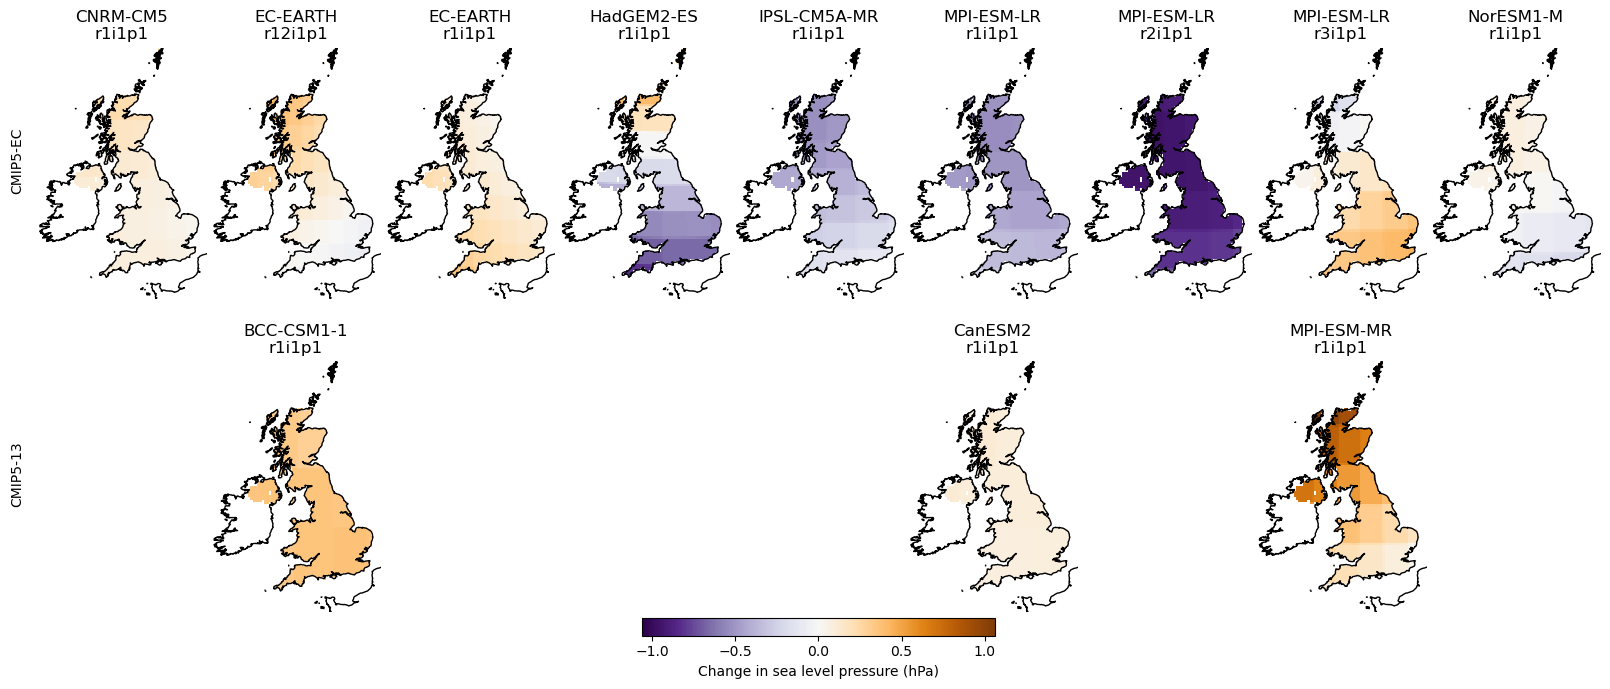 CNRM-CM5
r1i1p1
EC-EARTH
r12i1p1
EC-EARTH
r1i1p1
HadGEM2-ES
r1i1p1
IPSL-CM5A-MR
r1i1p1
MPI-ESM-LR
r1i1p1
MPI-ESM-LR
r2i1p1
MPI-ESM-LR
r3i1p1
NorESM1-M
r1i1p1
CMIP5-EC
BCC-CSM1-1
r1i1p1
CanESM2
r1i1p1
MPI-ESM-MR
r1i1p1
CMIP5-13
−1.0 −0.5 0.0 0.5 1.0
Change in sea level pressure (hPa)